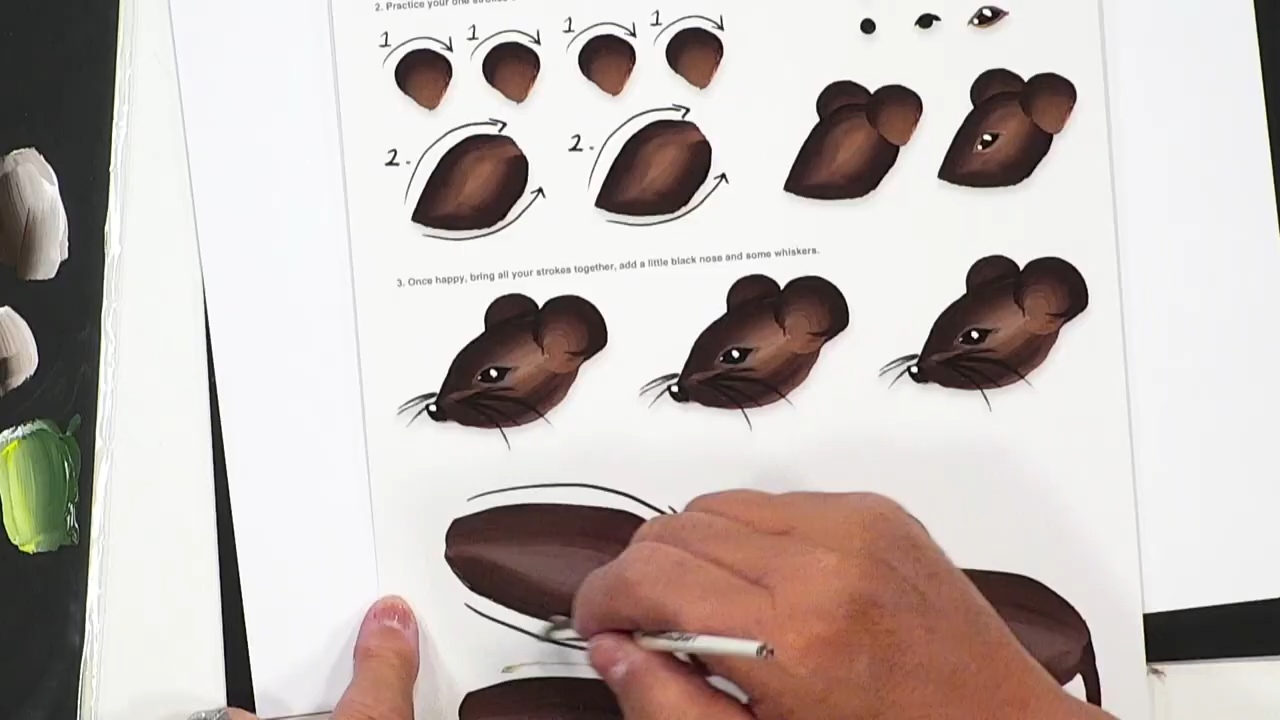 2. Practice your one strokes
1 1 1 1
2. 2.
3. Once happy, bring all your strokes together, add a little black nose and some whiskers.